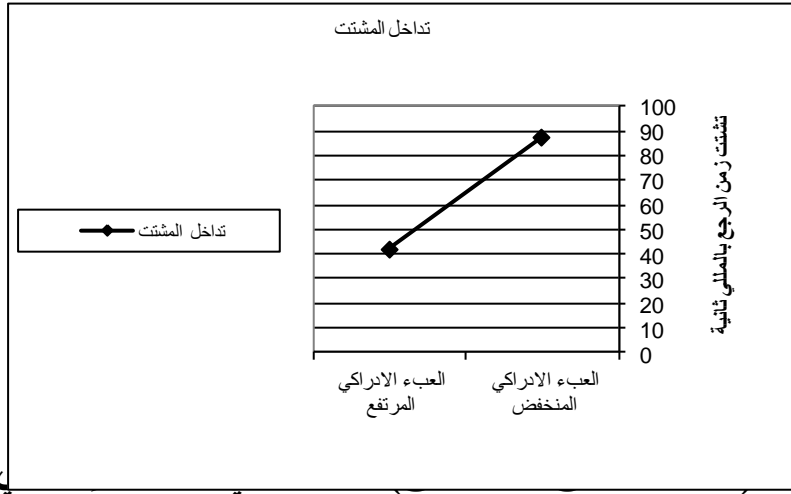 تداخل المشتت
100
90
80
70
60
50
40
30
20
10
0
تشتت زمن الرجع بالمللي ثانية
العبء الادراكي
المنخفض
العبء الادراكي
المرتفع
تداخل المشتت